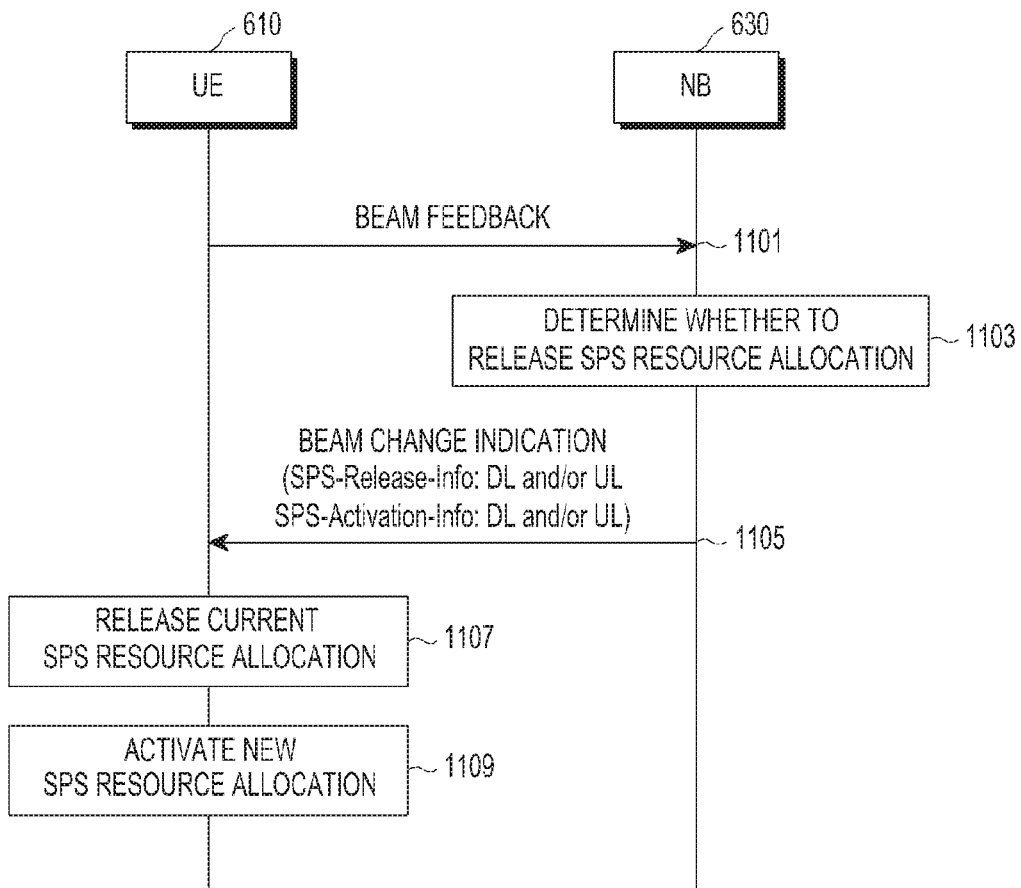 610
630
UE
NB
BEAM FEEDBACK
1101
DETERMINE WHETHER TO
RELEASE SPS RESOURCE ALLOCATION
1103
BEAM CHANGE INDICATION
(SPS-Release-Info: DL and/or UL
SPS-Activation-Info: DL and/or UL)
1105
RELEASE CURRENT
SPS RESOURCE ALLOCATION
1107
ACTIVATE NEW
SPS RESOURCE ALLOCATION
1109